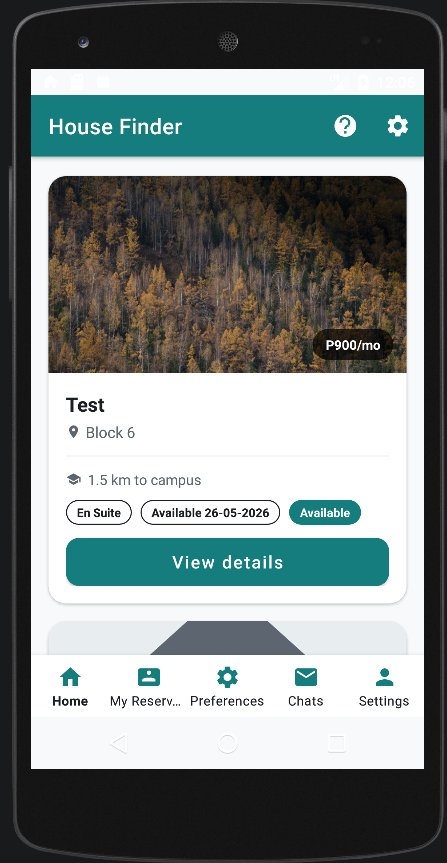 12:06
House Finder
P900/mo
Test
Block 6
1.5 km to campus
En Suite Available 26-05-2026 Available
View details
Home My Reserv... Preferences Chats Settings